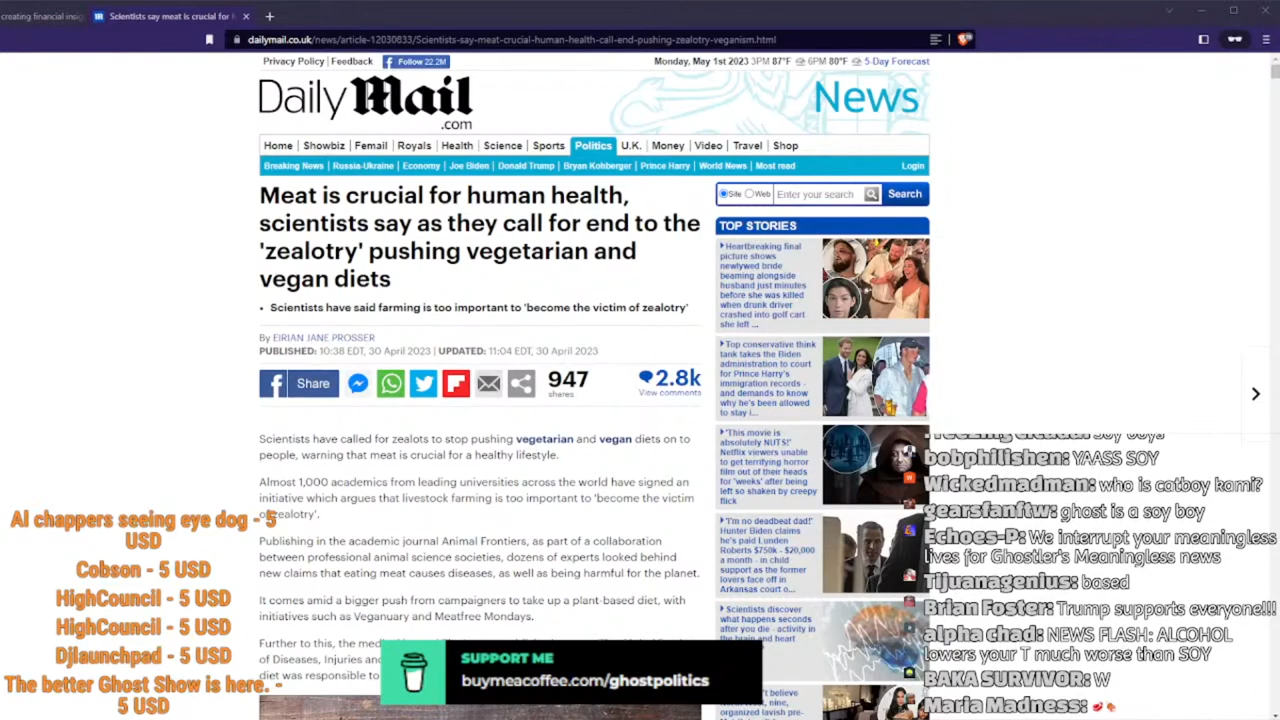 creating financial insig
Scientists say meat is crucial for
dailymail.co.uk/news/article-12030833/Scientists-say-meat-crucial-human-health-call-end-pushing-zealotry-veganism.html
Privacy Policy | Feedback
Follow 22.2M
Monday, May 1st 2023 3PM 87°F 6PM 80°F 5-Day Forecast
Daily Mail
.com
News
Home | Showbiz | Femail | Royals | Health | Science | Sports | Politics | U.K. | Money | Video | Travel | Shop
Breaking News | Russia-Ukraine | Economy | Joe Biden | Donald Trump | Bryan Kohberger | Prince Harry | World News | Most read
Login
Meat is crucial for human health,
scientists say as they call for end to the
'zealotry' pushing vegetarian and
vegan diets
• Scientists have said farming is too important to 'become the victim of zealotry'
By EIRIAN JANE PROSSER
PUBLISHED: 10:38 EDT, 30 April 2023 | UPDATED: 11:04 EDT, 30 April 2023
Share
947
shares
2.8k
View comments
Scientists have called for zealots to stop pushing vegetarian and vegan diets on to
people, warning that meat is crucial for a healthy lifestyle.
Almost 1,000 academics from leading universities across the world have signed an
initiative which argues that livestock farming is too important to 'become the victim
zealotry'.
Publishing in the academic journal Animal Frontiers, as part of a collaboration
between professional animal science societies, dozens of experts looked behind
new claims that eating meat causes diseases, as well as being harmful for the planet.
It comes amid a bigger push from campaigners to take up a plant-based diet, with
initiatives such as Veganuary and Meatfree Mondays.
Further to this, the
of Diseases, Injuries and
diet was responsible to
Site Web Enter your search Search
TOP STORIES
Heartbreaking final
picture shows
newlywed bride
beaming alongside
husband just minutes
before she was killed
when drunk driver
crashed into golf cart
she left ...
Top conservative think
tank takes the Biden
administration to court
for Prince Harry's
immigration records -
and demands to know
why he's been allowed
to stay i...
'This movie is
absolutely NUTS!'
Netflix viewers unable
to get terrifying horror
film out of their heads
for 'weeks' after being
left so shaken by creepy
flick
'I'm no deadbeat dad!'
Hunter Biden claims
he's paid Lunden
Roberts $750k - $20,000
a month - in child
support as the former
lovers face off in
Arkansas court o...
Scientists discover
what happens seconds
after you die - activity in
the brain and heart
't believe
nine,
organized lavish pre-
Al chappers seeing eye dog - 5
USD
Cobson - 5 USD
HighCouncil - 5 USD
HighCouncil - 5 USD
Djlaunchpad - 5 USD
The better Ghost Show is here. -
5 USD
SUPPORT ME
buymeacoffee.com/ghostpolitics
soy boys
bobphilishen: YAASS SOY
Wickedmadman: who is catboy kami?
gearsfanftw: ghost is a soy boy
Echoes-P: We interrupt your meaningless
lives for Ghostler's Meaningless news
Tijuanagenius: based
Brian Foster: Trump supports everyone!!!
alpha chad: NEWS FLASH: ALCOHOL
lowers your T much worse than SOY
BAKA SURVIVOR: W
Maria Madness: